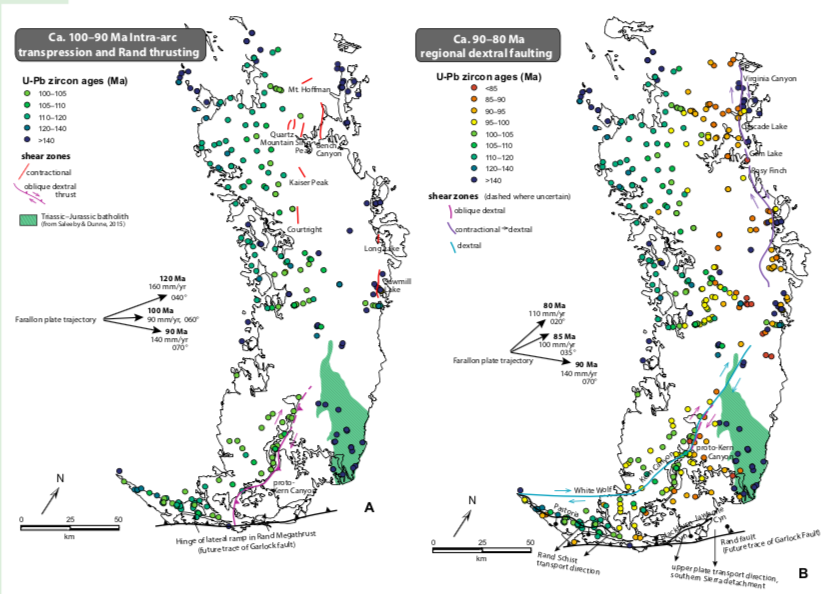 Ca. 100–90 Ma Intra-arc
transpression and Rand thrusting
U-Pb zircon ages (Ma)
100–105
105–110
110–120
120–140
>140
shear zones
contractional
oblique dextral
thrust
Triassic–Jurassic batholith
(from Saleeby & Dunne, 2015)
Mt. Hoffman
Quartz
Mountain
Peak
Bench
Canyon
Kaiser Peak
Courtright
Long Lake
Sawmill
Lake
120 Ma
160 mm/yr
040°
100 Ma
90 mm/yr, 060°
90 Ma
140 mm/yr
070°
Farallon plate trajectory
proto-
Kern Canyon
N
A
0 25 50
km
Hinge of lateral ramp in Rand Megathrust
(future trace of Garlock fault)
Ca. 90–80 Ma
regional dextral faulting
U-Pb zircon ages (Ma)
<85
85–90
90–95
95–100
100–105
105–110
110–120
120–140
>140
shear zones (dashed where uncertain)
oblique dextral
contractional dextral
dextral
Virginia Canyon
Cascade Lake
Gem Lake
Rosy Finch
80 Ma
110 mm/yr
020°
85 Ma
100 mm/yr
035°
90 Ma
140 mm/yr
070°
Farallon plate trajectory
proto-Kern
Canyon
Kern Canyon
White Wolf
Pastoria
Cyn
Cyn
N
0 25 50
km
Rand Schist
transport direction
Rand fault
(Future trace of Garlock Fault)
upper plate transport direction,
southern Sierra detachment
B